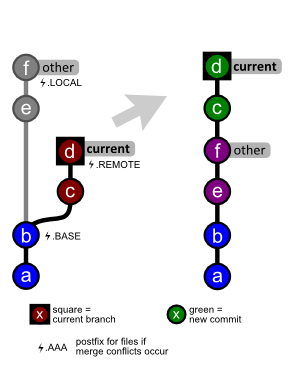 f other
⚡.LOCAL
e
d current
⚡.REMOTE
c
b ⚡.BASE
a
d current
c
f other
e
b
a
x square =
current branch
x green =
new commit
⚡.AAA postfix for files if
merge conflicts occur